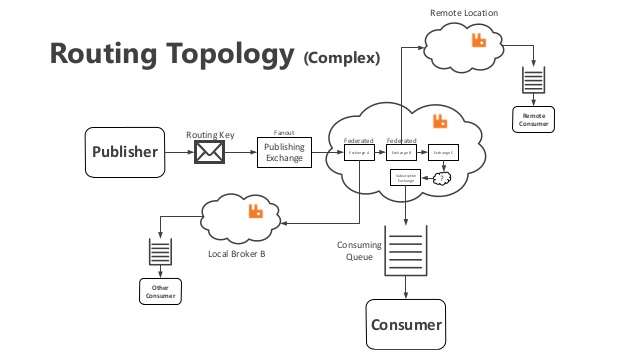 Remote Location
Routing Topology (Complex)
Remote
Consumer
Fanout
Routing Key
Publisher
Publishing
Exchange
Federated
Federated
Exchange A
Exchange B
Exchange C
Subscription
Exchange
?
Local Broker B
Consuming
Queue
Other
Consumer
Consumer